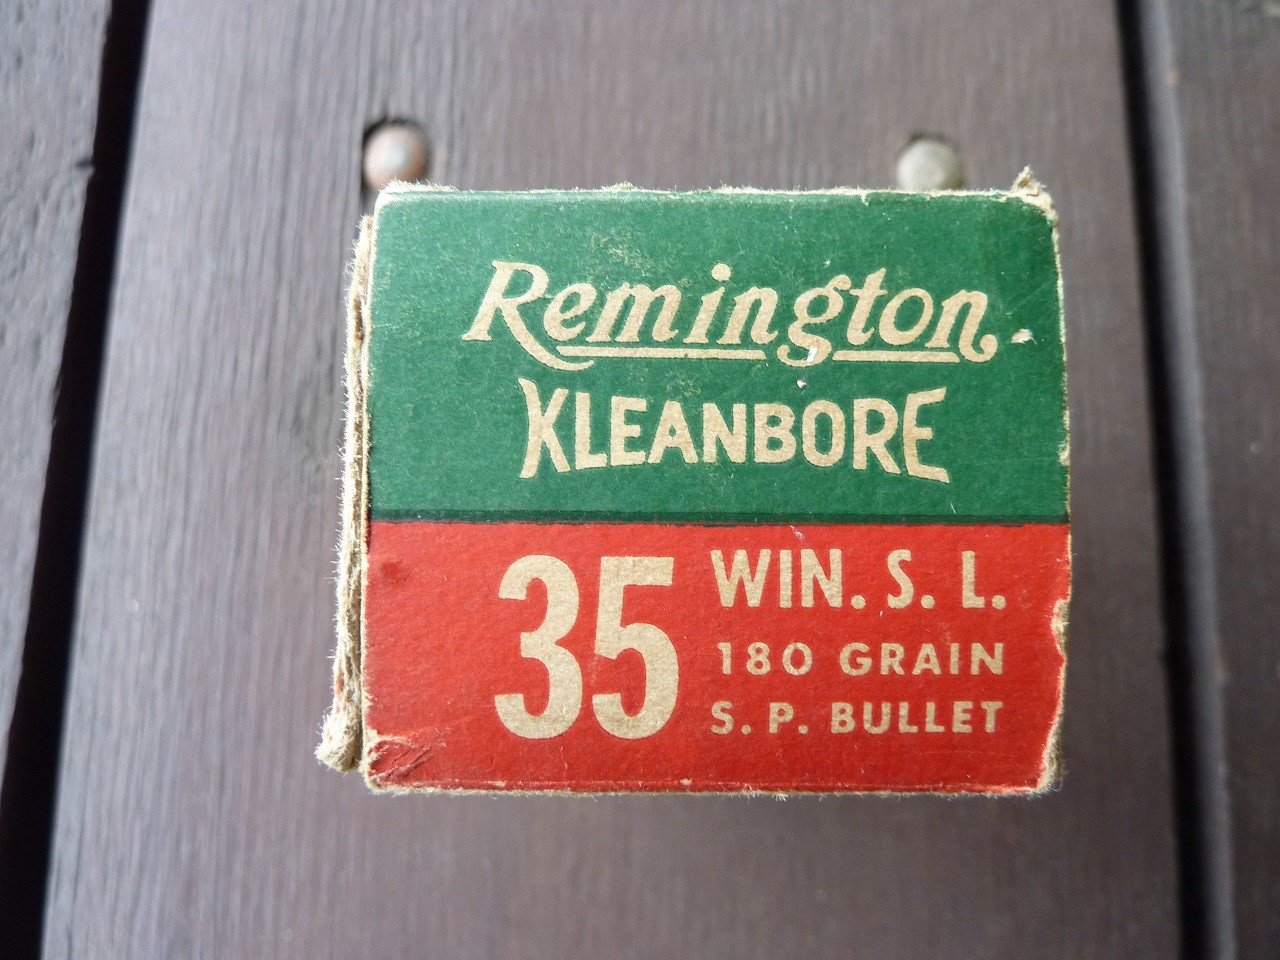 Remington
KLEANBORE
35 WIN. S. L.
180 GRAIN
S. P. BULLET